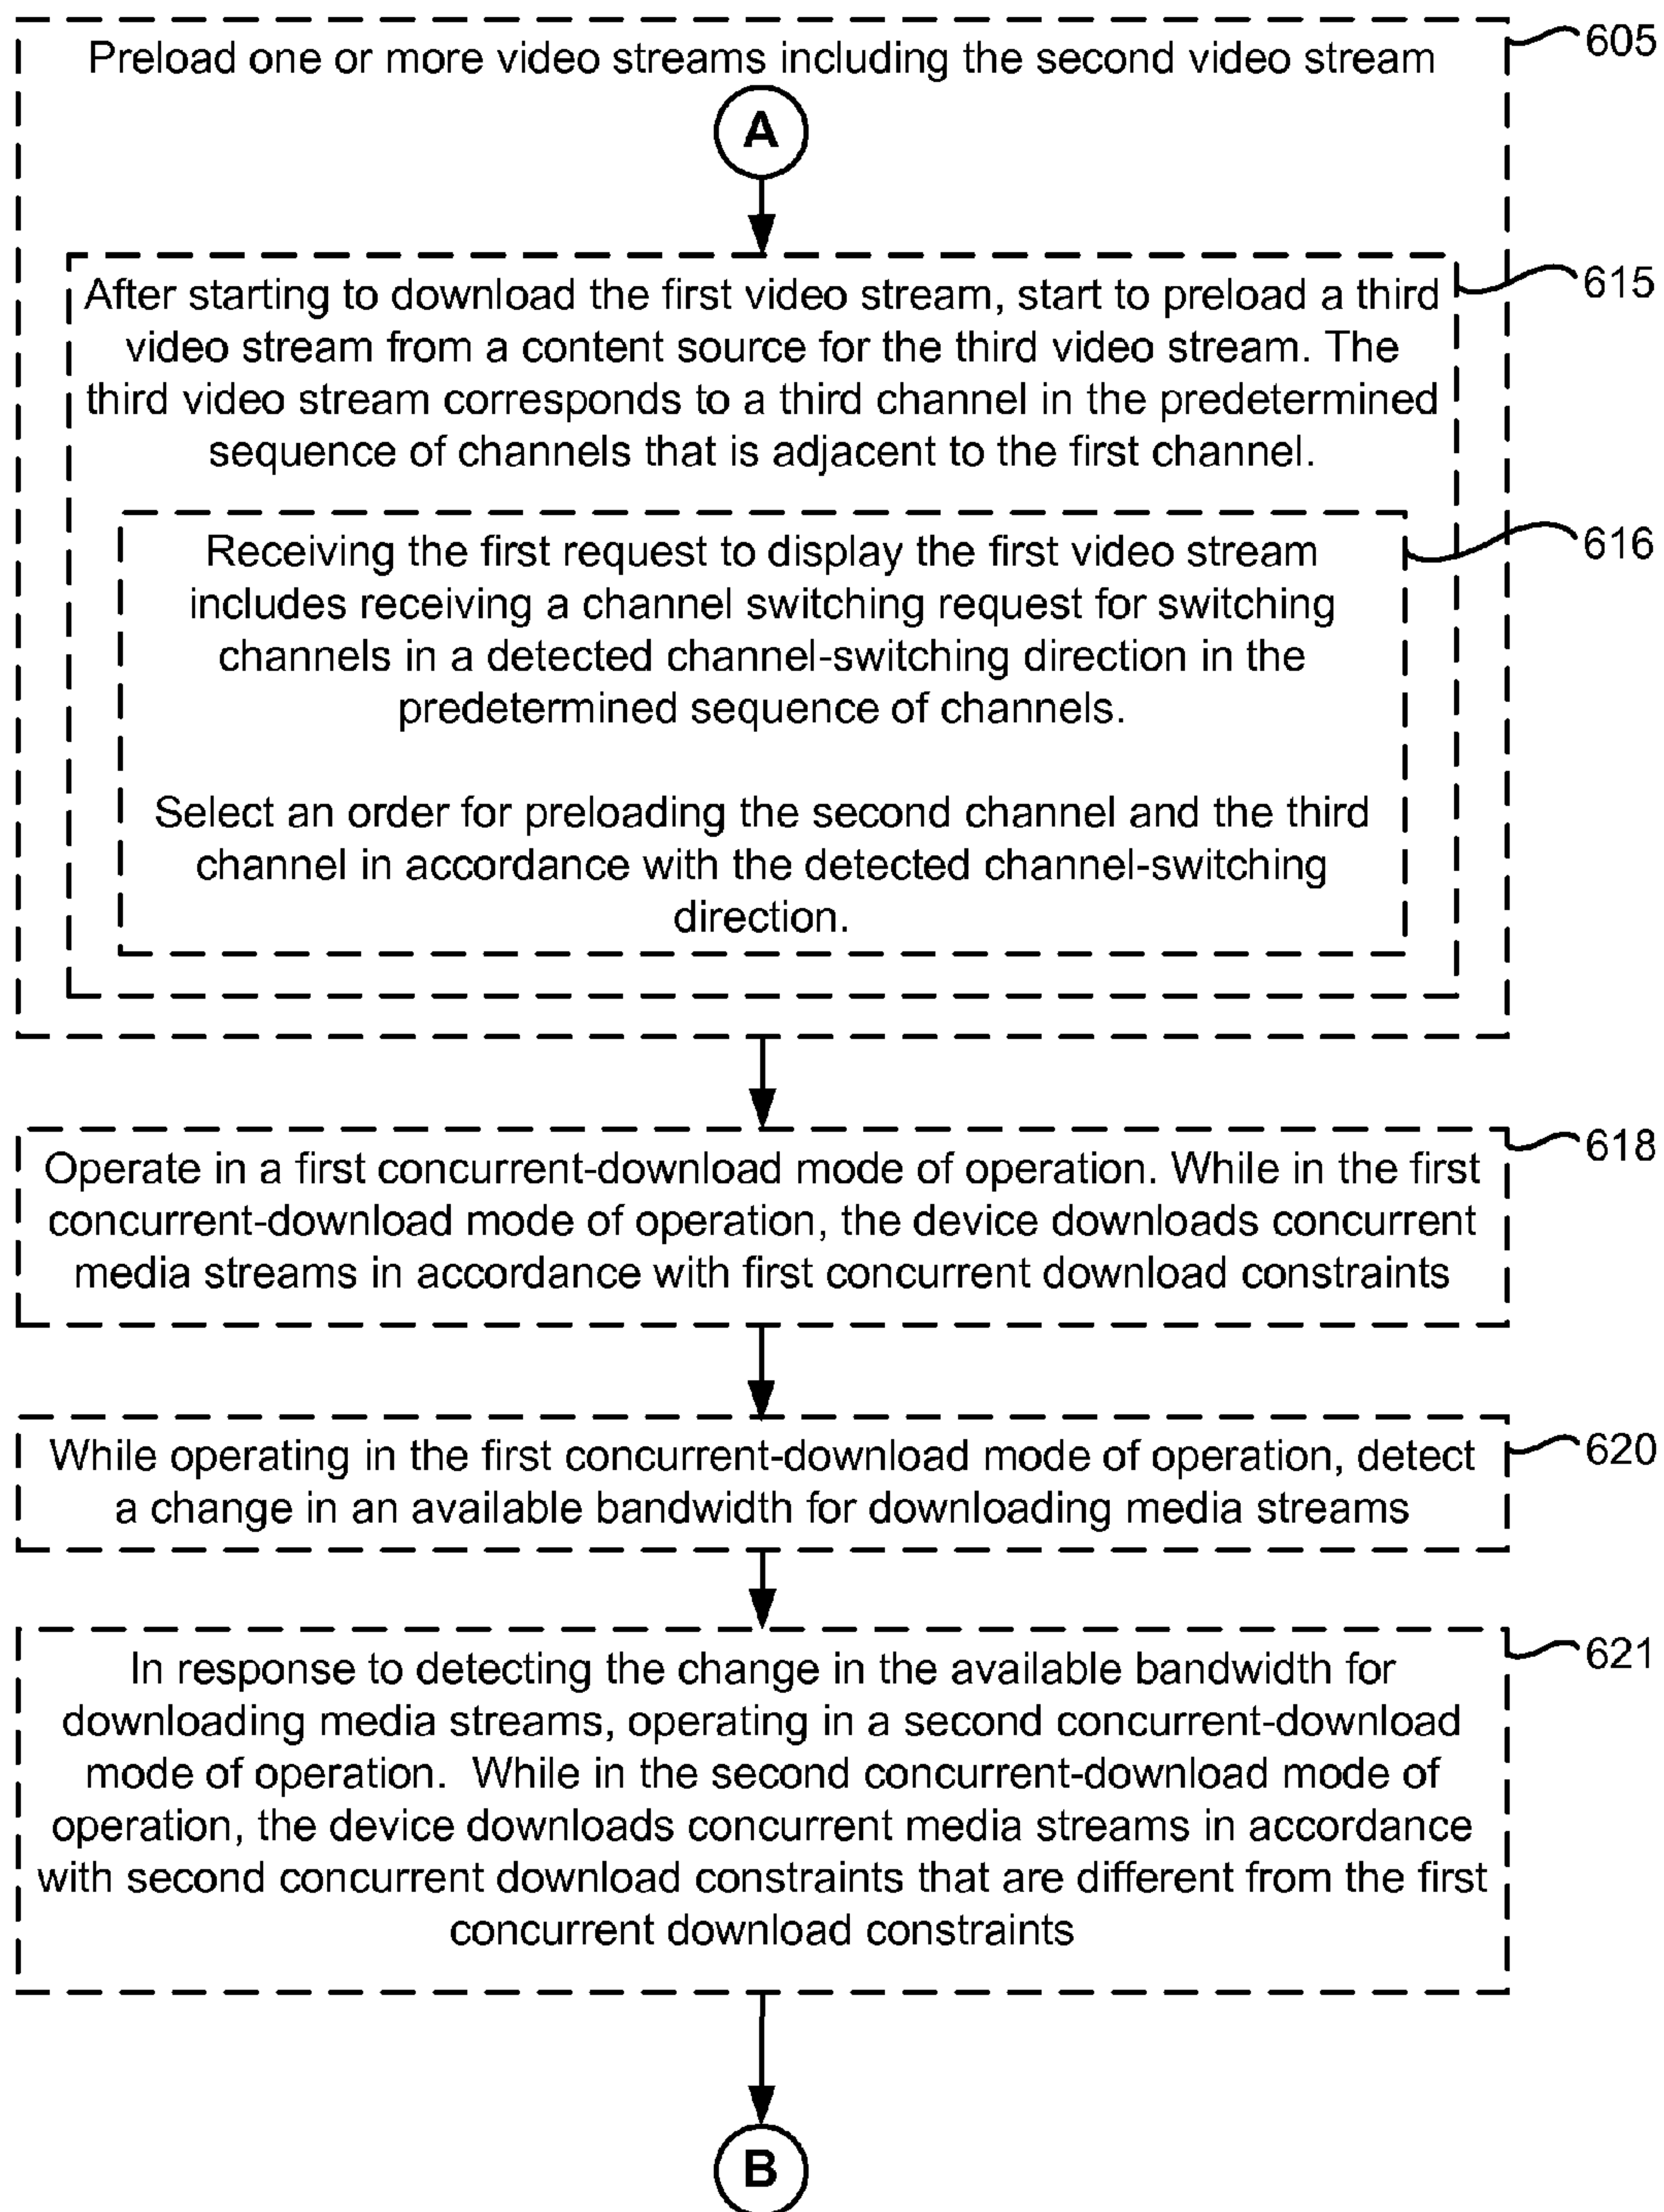 Preload one or more video streams including the second video stream
605
A
After starting to download the first video stream, start to preload a third
video stream from a content source for the third video stream. The
third video stream corresponds to a third channel in the predetermined
sequence of channels that is adjacent to the first channel.
615
Receiving the first request to display the first video stream
includes receiving a channel switching request for switching
channels in a detected channel-switching direction in the
predetermined sequence of channels.
616
Select an order for preloading the second channel and the third
channel in accordance with the detected channel-switching
direction.
Operate in a first concurrent-download mode of operation. While in the first
concurrent-download mode of operation, the device downloads concurrent
media streams in accordance with first concurrent download constraints
618
While operating in the first concurrent-download mode of operation, detect
a change in an available bandwidth for downloading media streams
620
In response to detecting the change in the available bandwidth for
downloading media streams, operating in a second concurrent-download
mode of operation.  While in the second concurrent-download mode of
operation, the device downloads concurrent media streams in accordance
with second concurrent download constraints that are different from the first
concurrent download constraints
621
B